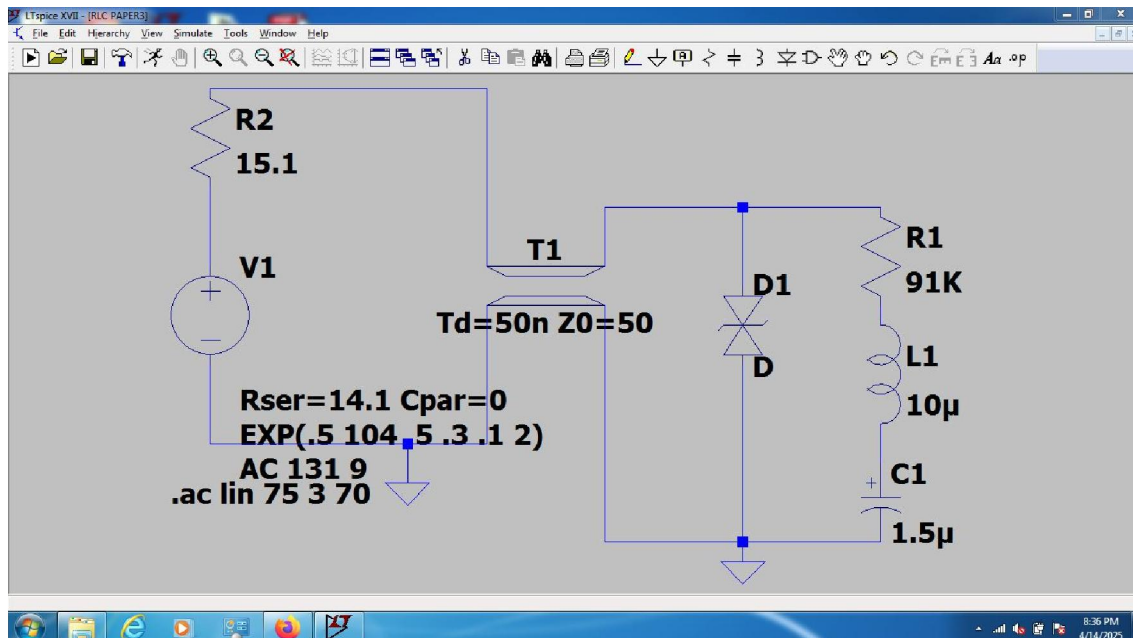 LTspice XVII - [RLC PAPER3]
File Edit Hierarchy View Simulate Tools Window Help
Aa .op
R2
15.1
V1
T1
Td=50n Z0=50
D1
D
R1
91K
L1
10µ
C1
+
1.5µ
Rser=14.1 Cpar=0
EXP(.5 104 .5 .3 .1 2)
AC 131 9
.ac lin 75 3 70
8:36 PM
4/14/2025